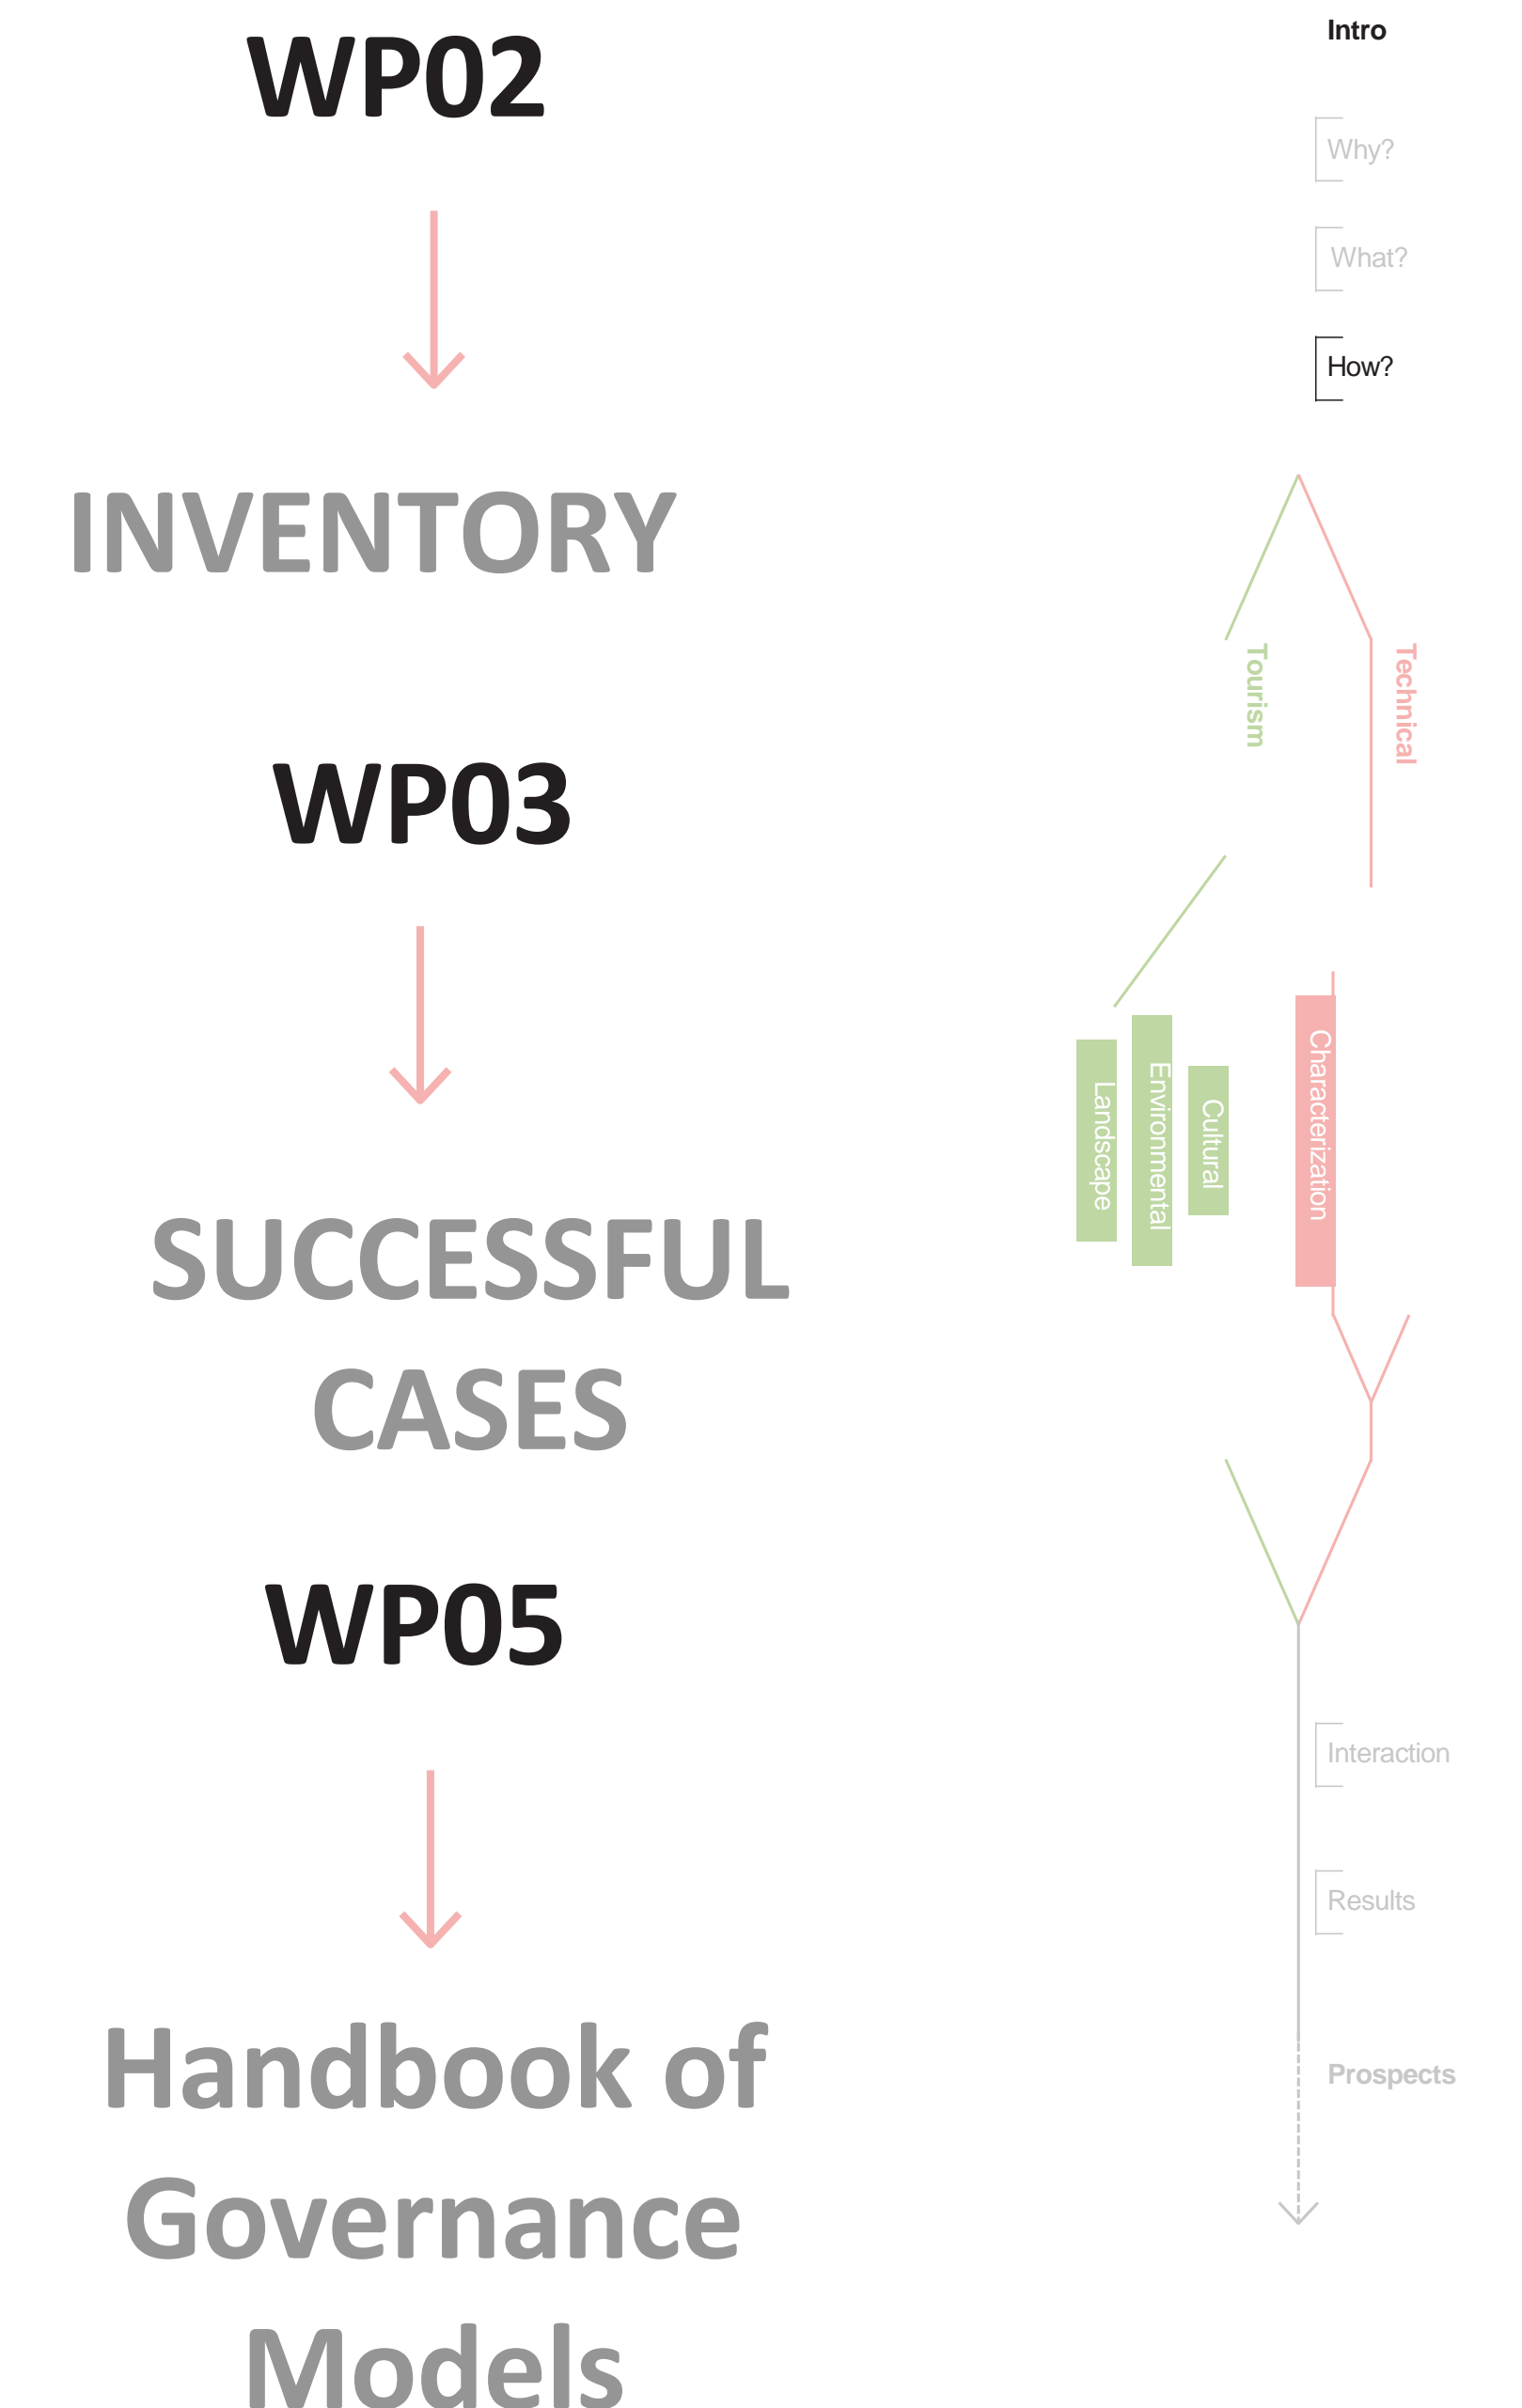 WP02
INVENTORY
WP03
SUCCESSFUL
CASES
WP05
Handbook of
Governance
Models
Intro
Why?
What?
How?
Tourism
Technical
Landscape
Environmental
Cultural
Characterization
Interaction
Results
Prospects